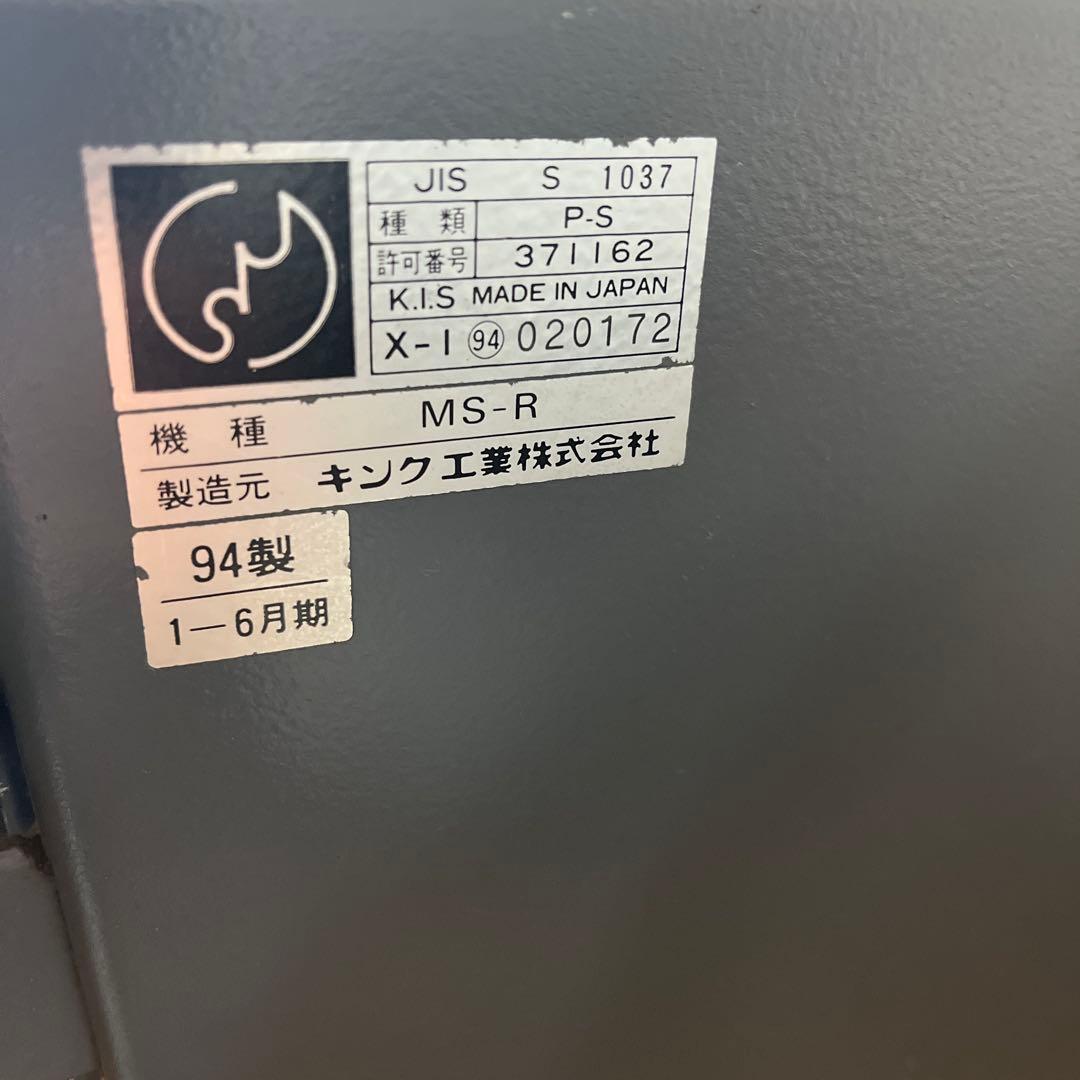 JIS S 1037
種類 P-S
許可番号 371162
K.I.S MADE IN JAPAN
X-1 94 020172
機種 MS-R
製造元 キング工業株式会社
94製
1-6月期